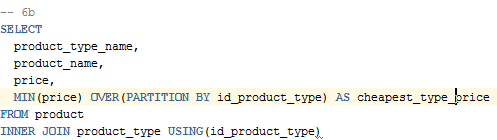 -- 6b
SELECT
  product_type_name,
  product_name,
  price,
  MIN(price) OVER(PARTITION BY id_product_type) AS cheapest_type_price
FROM product
INNER JOIN product_type USING(id_product_type)